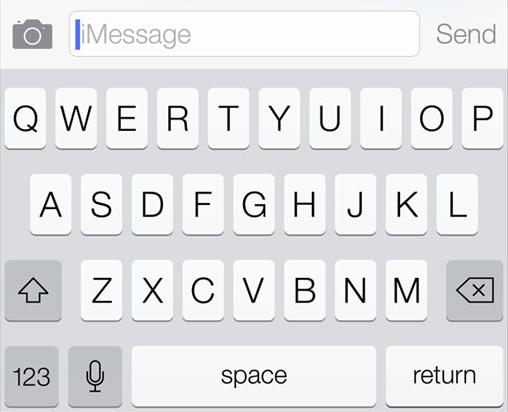 iMessage Send
Q W E R T Y U I O P
A S D F G H J K L
Z X C V B N M
123 space return